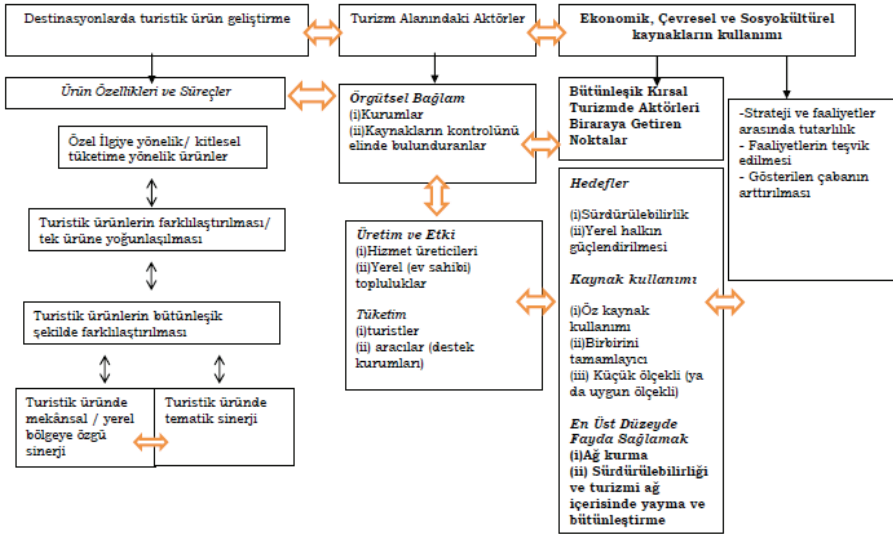 Destinasyonlarda turistik ürün geliştirme
Turizm Alanındaki Aktörler
Ekonomik, Çevresel ve Sosyokültürel
kaynakların kullanımı
Ürün Özellikleri ve Süreçler
Özel İlgiye yönelik/ kitlesel
tüketime yönelik ürünler
Turistik ürünlerin farklılaştırılması/
tek ürüne yoğunlaşılması
Turistik ürünlerin bütünleşik
şekilde farklılaştırılması
Turistik üründe
mekânsal / yerel
bölgeye özgü
sinerji
Turistik üründe
tematik sinerji
Örgütsel Bağlam
(i)Kurumlar
(ii)Kaynakların kontrolünü
elinde bulunduranlar
Üretim ve Etki
(i)Hizmet üreticileri
(ii)Yerel (ev sahibi)
topluluklar
Tüketim
(i)turistler
(ii) aracılar (destek
kurumları)
Bütünleşik Kırsal
Turizmde Aktörleri
Biraraya Getiren
Noktalar
Hedefler
(i)Sürdürülebilirlik
(ii)Yerel halkın
güçlendirilmesi
Kaynak kullanımı
(i)Öz kaynak
kullanımı
(ii)Birbirini
tamamlayıcı
(iii) Küçük ölçekli (ya
da uygun ölçekli)
En Üst Düzeyde
Fayda Sağlamak
(i)Ağ kurma
(ii) Sürdürülebilirliği
ve turizmi ağ
içerisinde yayma ve
bütünleştirme
-Strateji ve faaliyetler
arasında tutarlılık
- Faaliyetlerin teşvik
edilmesi
- Gösterilen çabanın
arttırılması